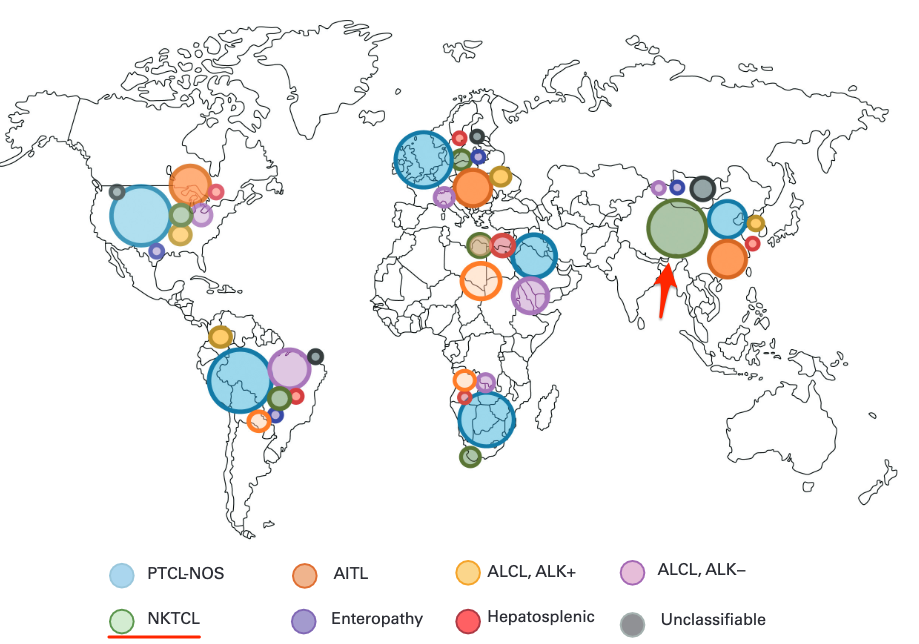 PTCL-NOS AITL ALCL, ALK+ ALCL, ALK–
NKTCL Enteropathy Hepatosplenic Unclassifiable